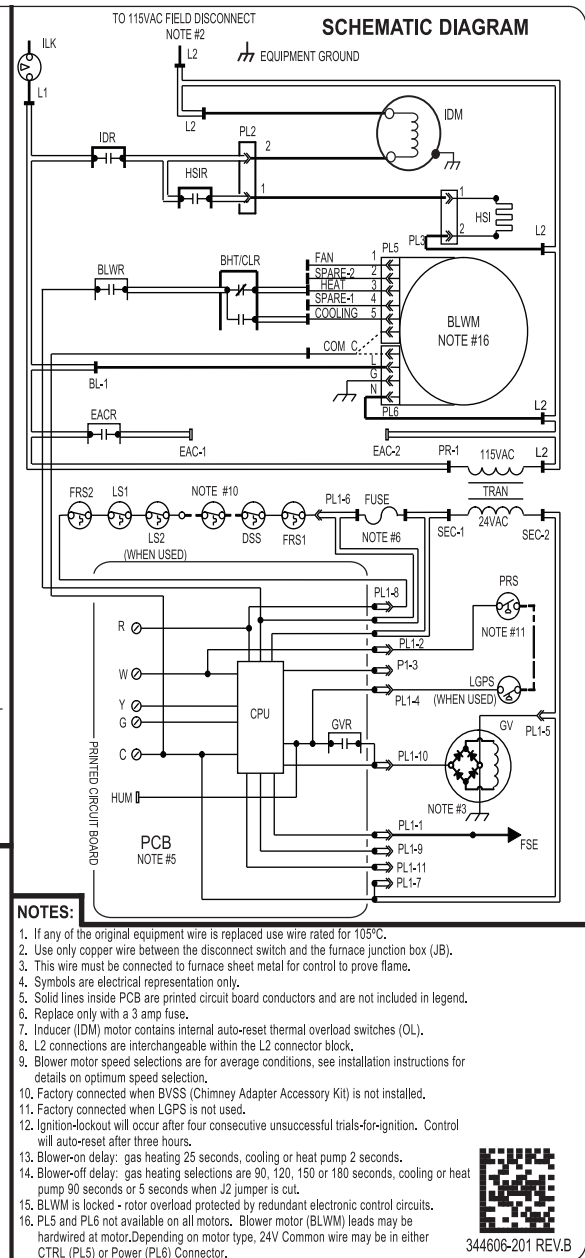 SCHEMATIC DIAGRAM
TO 115VAC FIELD DISCONNECT
NOTE #2
L2
EQUIPMENT GROUND
ILK
L1
L2
IDM
IDR
PL2
2
HSIR
1
1
HSI
2
PL3
L2
BLWR
BHT/CLR
PL5
FAN 1
SPARE-2 2
HEAT 3
SPARE-1 4
COOLING 5
BLWM
NOTE #16
COM C
L
G
N
BL-1
PL6
L2
EACR
EAC-1
EAC-2
PR-1
115VAC
L2
TRAN
24VAC
SEC-1
SEC-2
FRS2
LS1
NOTE #10
PL1-6
FUSE
LS2
DSS
FRS1
NOTE #6
(WHEN USED)
PRS
PL1-8
R
NOTE #11
PL1-2
W
P1-3
LGPS
(WHEN USED)
PL1-4
Y
CPU
G
GVR
GV
PL1-5
C
PL1-10
PRINTED CIRCUIT BOARD
HUM
NOTE #3
PL1-1
FSE
PCB
NOTE #5
PL1-9
PL1-11
PL1-7
NOTES:
1. If any of the original equipment wire is replaced use wire rated for 105ºC.
2. Use only copper wire between the disconnect switch and the furnace junction box (JB).
3. This wire must be connected to furnace sheet metal for control to prove flame.
4. Symbols are electrical representation only.
5. Solid lines inside PCB are printed circuit board conductors and are not included in legend.
6. Replace only with a 3 amp fuse.
7. Inducer (IDM) motor contains internal auto-reset thermal overload switches (OL).
8. L2 connections are interchangeable within the L2 connector block.
9. Blower motor speed selections are for average conditions, see installation instructions for
details on optimum speed selection.
10. Factory connected when BVSS (Chimney Adapter Accessory Kit) is not installed.
11. Factory connected when LGPS is not used.
12. Ignition-lockout will occur after four consecutive unsuccessful trials-for-ignition. Control
will auto-reset after three hours.
13. Blower-on delay: gas heating 25 seconds, cooling or heat pump 2 seconds.
14. Blower-off delay: gas heating selections are 90, 120, 150 or 180 seconds, cooling or heat
pump 90 seconds or 5 seconds when J2 jumper is cut.
15. BLWM is locked - rotor overload protected by redundant electronic control circuits.
16. PL5 and PL6 not available on all motors. Blower motor (BLWM) leads may be
hardwired at motor.Depending on motor type, 24V Common wire may be in either
CTRL (PL5) or Power (PL6) Connector.
344606-201 REV.B